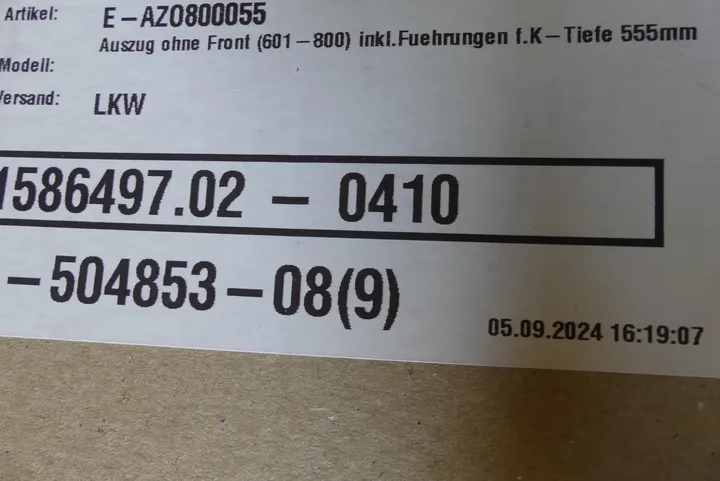 Artikel: E-AZ0800055
Auszug ohne Front (601-800) inkl.Fuehrungen f.K-Tiefe 555mm
Modell:
Versand: LKW
1586497.02 - 0410
-504853-08(9)
05.09.2024 16:19:07